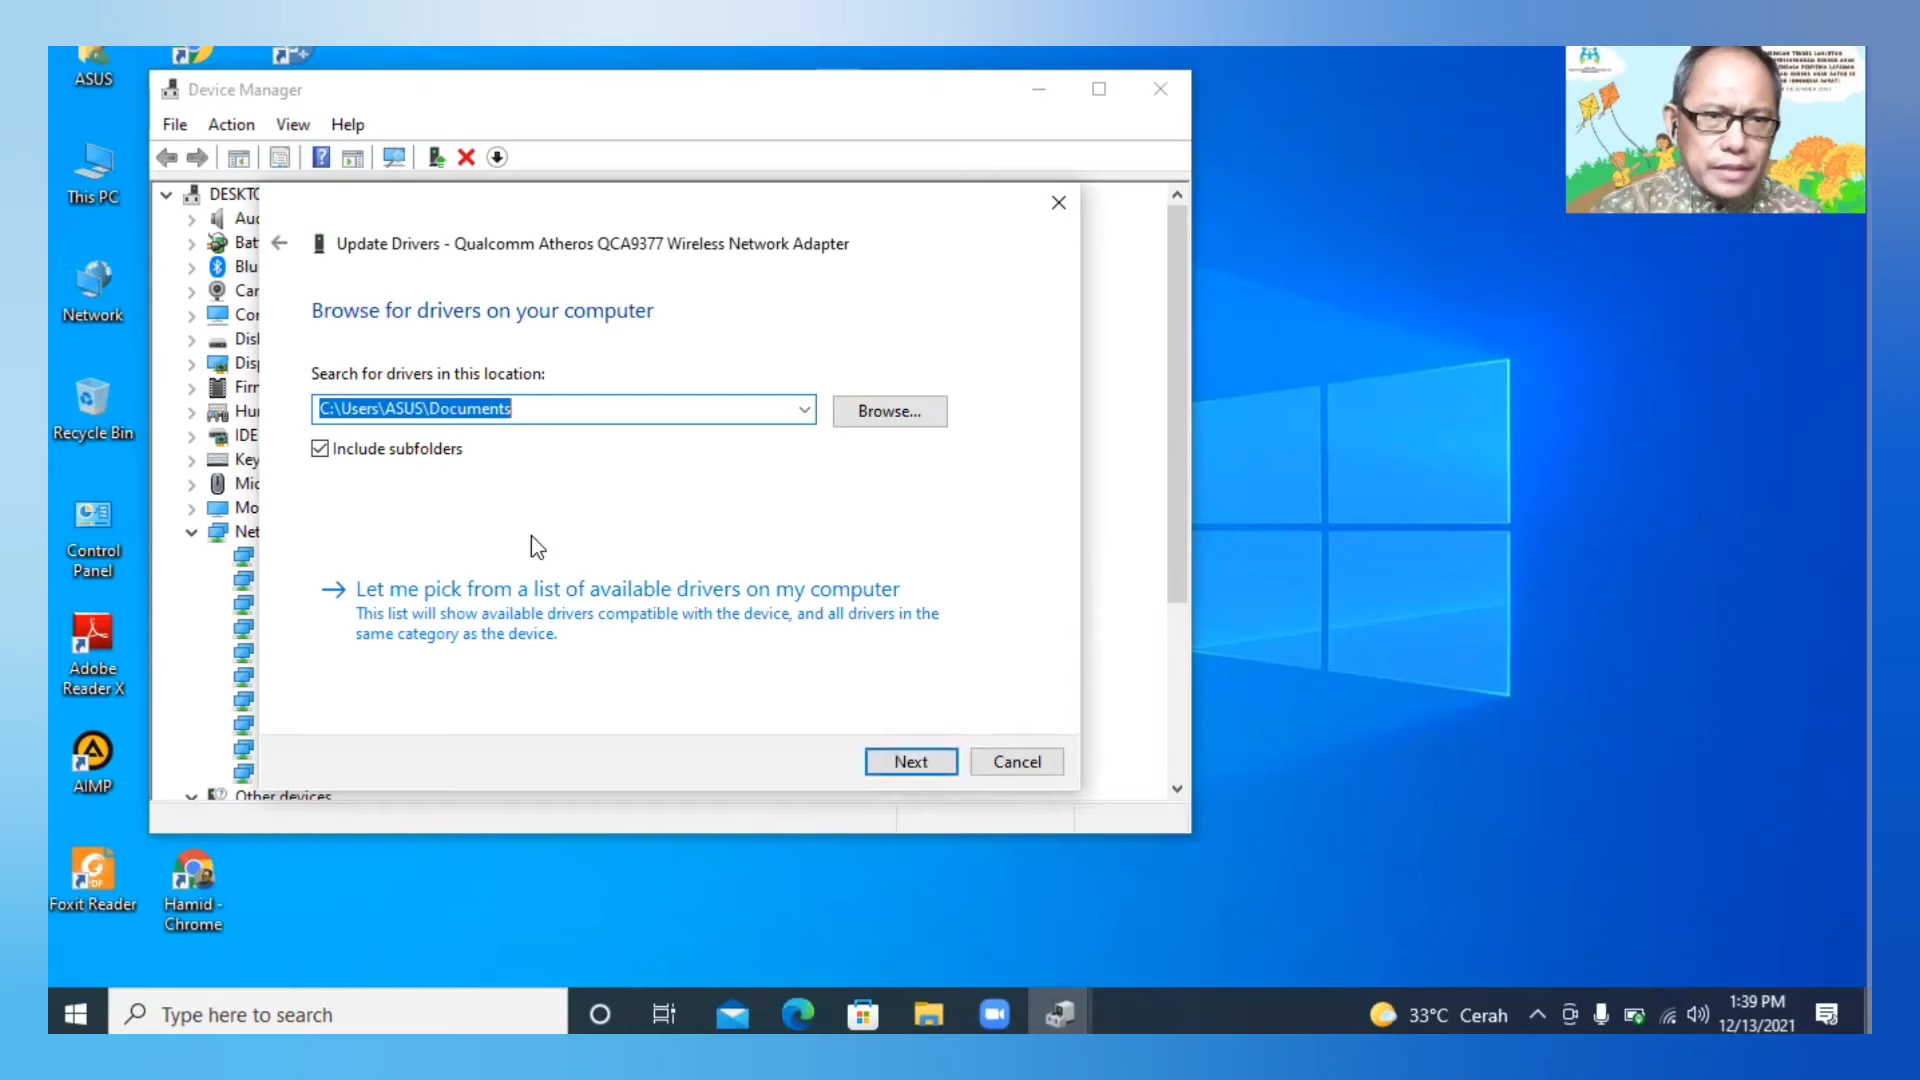 ASUS
This PC
Network
Recycle Bin
Control
Panel
Adobe
Reader X
AIMP
Foxit Reader
Hamid -
Chrome
Device Manager
File Action View Help
DESKTO
Auc
Bat
Blu
Car
Cor
Disl
Disp
Firr
Hu
IDE
Key
Mic
Mo
Net
Other devices
Update Drivers - Qualcomm Atheros QCA9377 Wireless Network Adapter
Browse for drivers on your computer
Search for drivers in this location:
C:\Users\ASUS\Documents
Browse...
Include subfolders
Let me pick from a list of available drivers on my computer
This list will show available drivers compatible with the device, and all drivers in the
same category as the device.
Next
Cancel
Type here to search
33°C Cerah
1:39 PM
12/13/2021